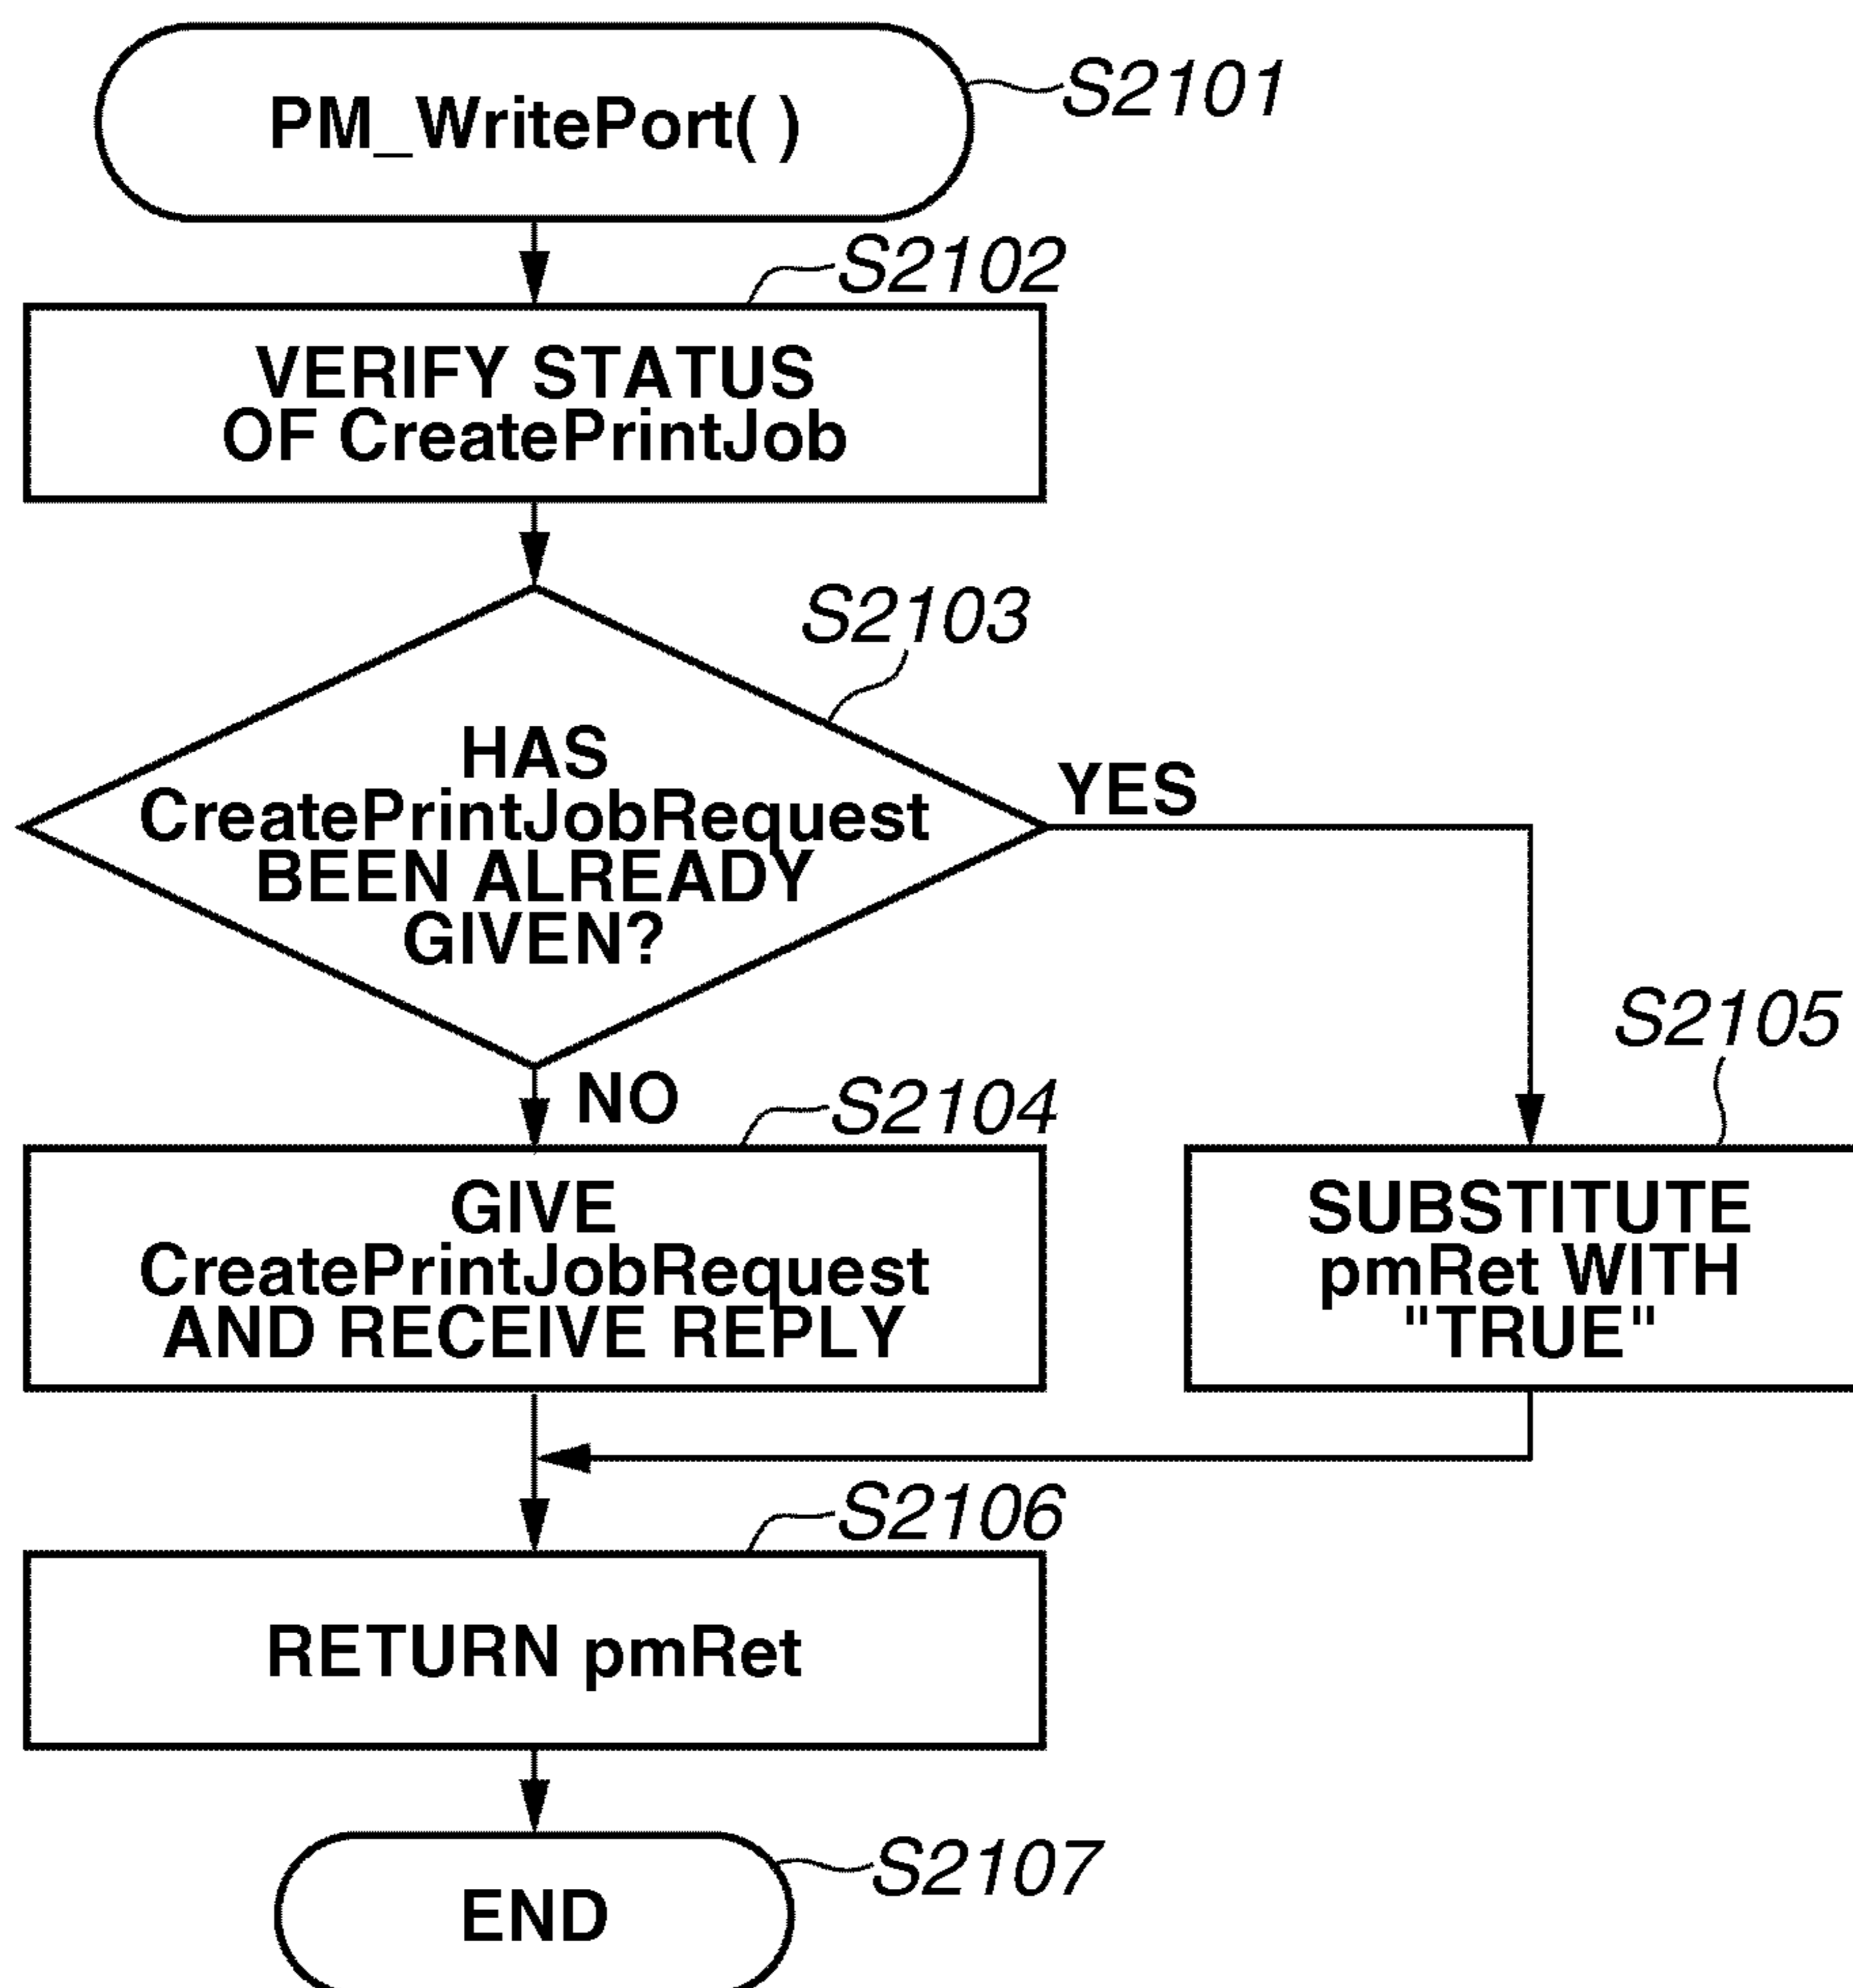 PM_WritePort( )
S2101
S2102
VERIFY STATUS
OF CreatePrintJob
S2103
HAS
CreatePrintJobRequest
BEEN ALREADY
GIVEN?
YES
NO
S2104
GIVE
CreatePrintJobRequest
AND RECEIVE REPLY
S2105
SUBSTITUTE
pmRet WITH
"TRUE"
S2106
RETURN pmRet
S2107
END